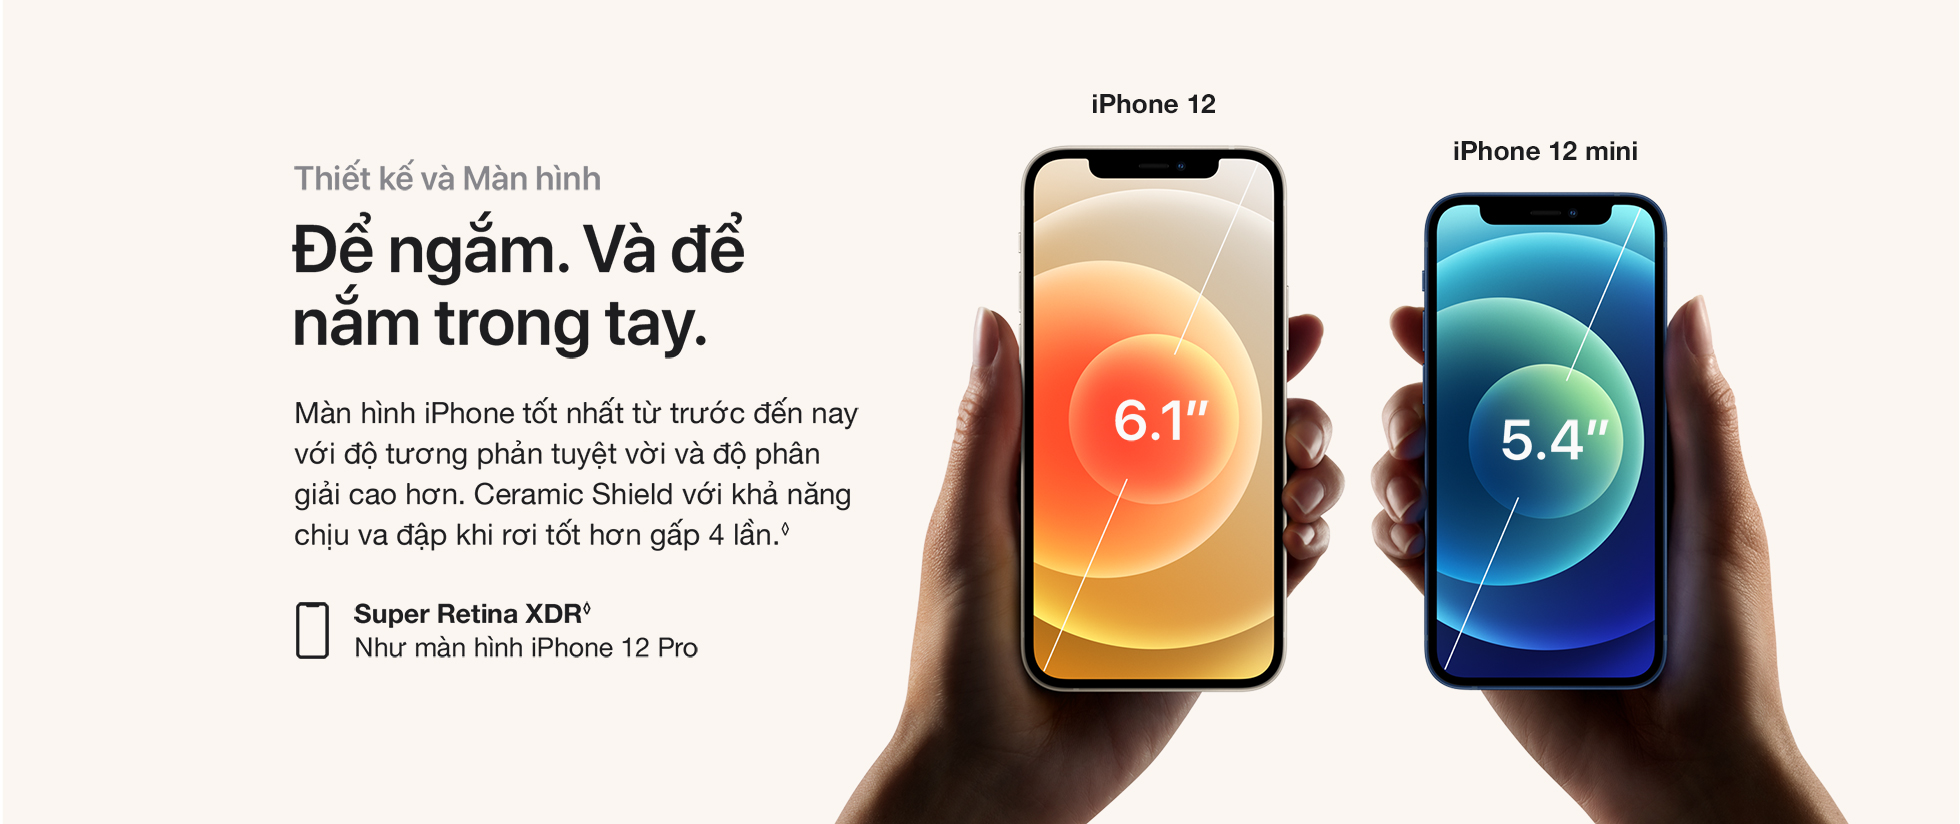 Thiết kế và Màn hình
Để ngắm. Và để
nắm trong tay.
Màn hình iPhone tốt nhất từ trước đến nay
với độ tương phản tuyệt vời và độ phân
giải cao hơn. Ceramic Shield với khả năng
chịu va đập khi rơi tốt hơn gấp 4 lần.◊
Super Retina XDR◊
Như màn hình iPhone 12 Pro
iPhone 12
6.1″
iPhone 12 mini
5.4″